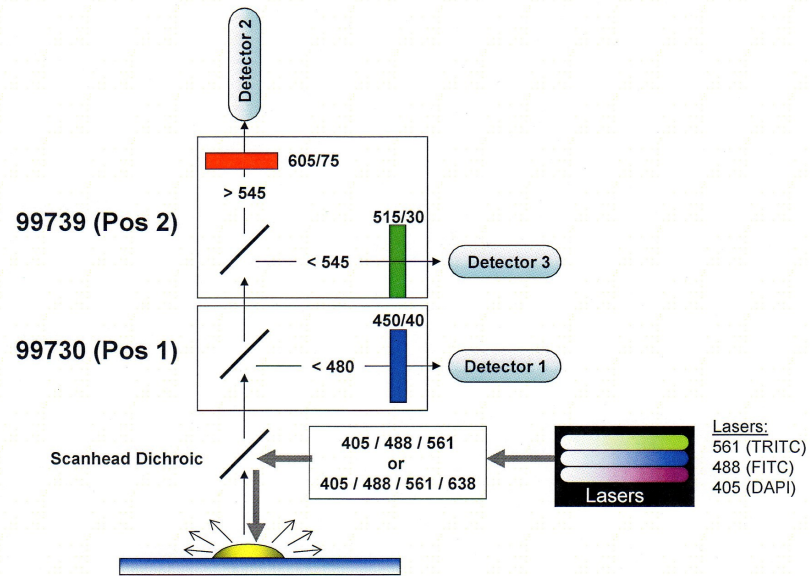 Detector 2
605/75
> 545
99739 (Pos 2)
515/30
< 545
Detector 3
99730 (Pos 1)
450/40
< 480
Detector 1
Scanhead Dichroic
405 / 488 / 561
or
405 / 488 / 561 / 638
Lasers
Lasers:
561 (TRITC)
488 (FITC)
405 (DAPI)